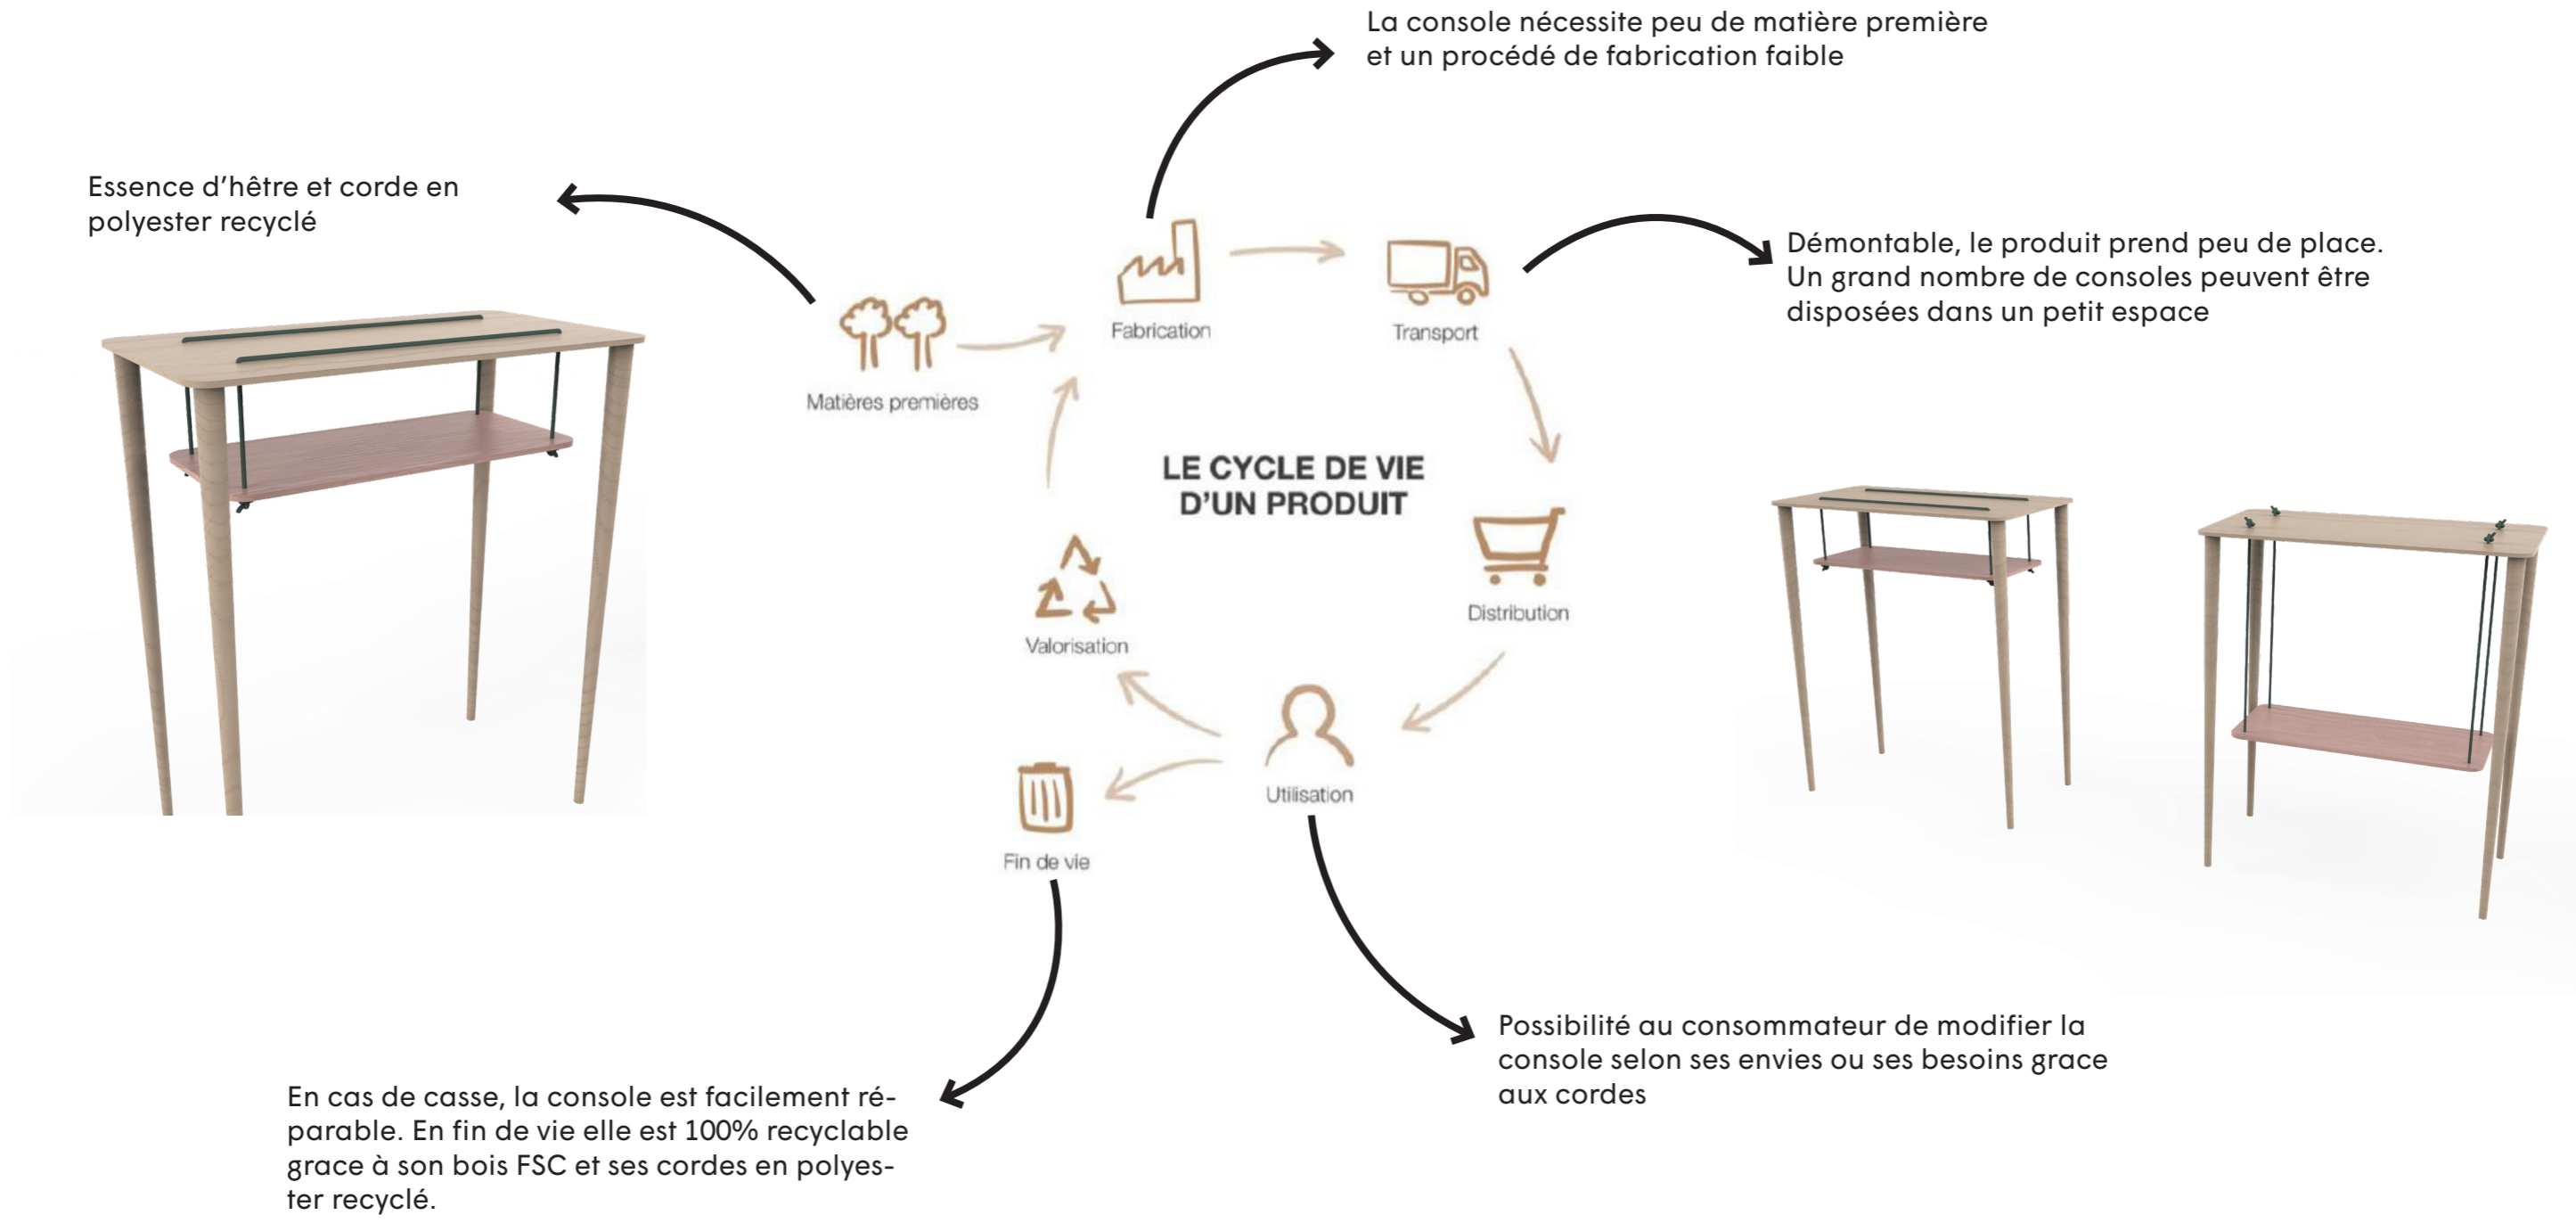 La console nécessite peu de matière première
et un procédé de fabrication faible
Essence d'hêtre et corde en
polyester recyclé
Démontable, le produit prend peu de place.
Un grand nombre de consoles peuvent être
disposées dans un petit espace
Fabrication
Transport
Matières premières
LE CYCLE DE VIE
D'UN PRODUIT
Distribution
Valorisation
Utilisation
Fin de vie
Possibilité au consommateur de modifier la
console selon ses envies ou ses besoins grace
aux cordes
En cas de casse, la console est facilement ré-
parable. En fin de vie elle est 100% recyclable
grace à son bois FSC et ses cordes en polyes-
ter recyclé.